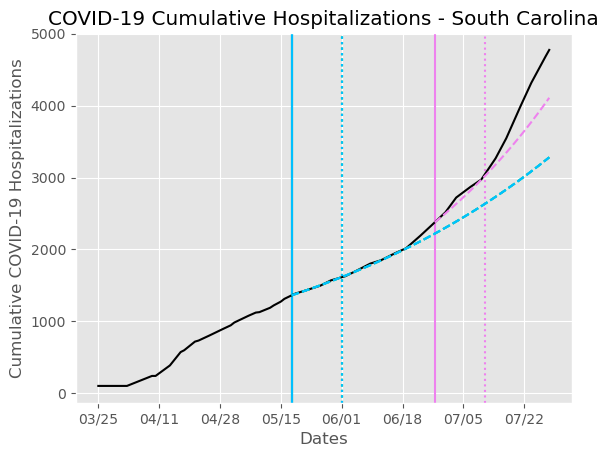 COVID-19 Cumulative Hospitalizations - South Carolina
Cumulative COVID-19 Hospitalizations
5000
4000
3000
2000
1000
0
03/25 04/11 04/28 05/15 06/01 06/18 07/05 07/22
Dates